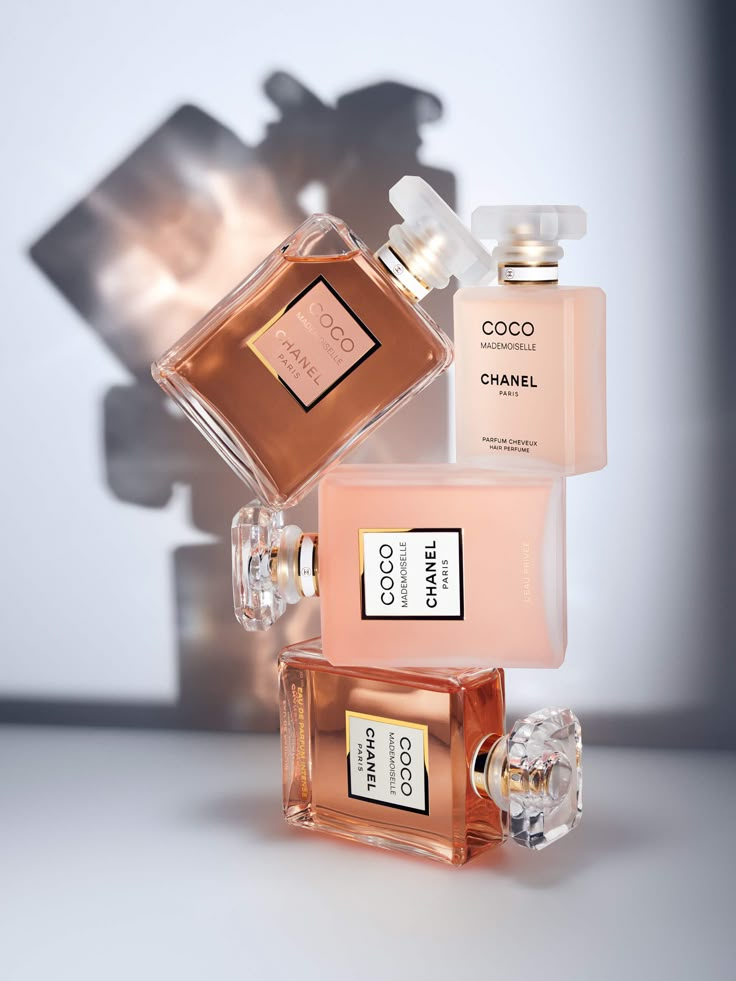 COCO
MADEMOISELLE
CHANEL
PARIS
COCO
MADEMOISELLE
CHANEL
PARIS
PARFUM CHEVEUX
HAIR PERFUME
COCO
MADEMOISELLE
CHANEL
PARIS
L'EAU PRIVÉE
COCO
MADEMOISELLE
CHANEL
PARIS
EAU DE PARFUM INTENSE